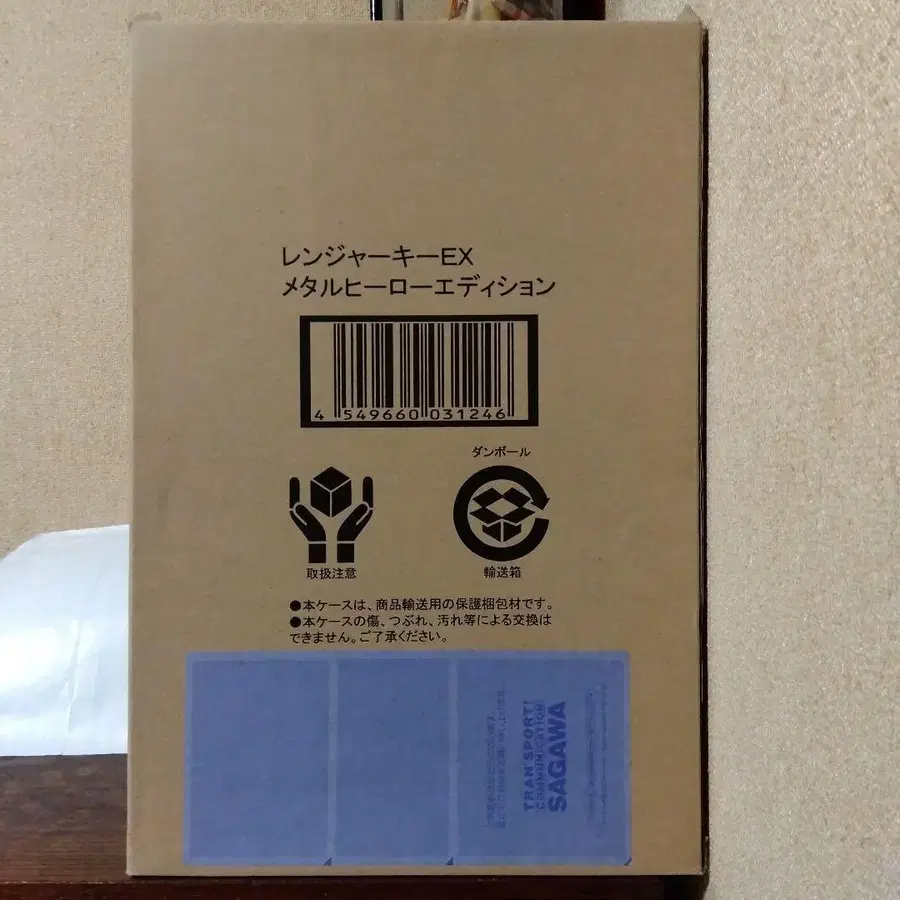 レンジャーキーEX
メタルヒーローエディション
4 549660 031246
ダンボール
取扱注意
輸送箱
●本ケースは、商品輸送用の保護梱包材です。
●本ケースの傷、つぶれ、汚れ等による交換は
できません。ご了承ください。
TRANSPORT!
COMMUNICATION
SAGAWA